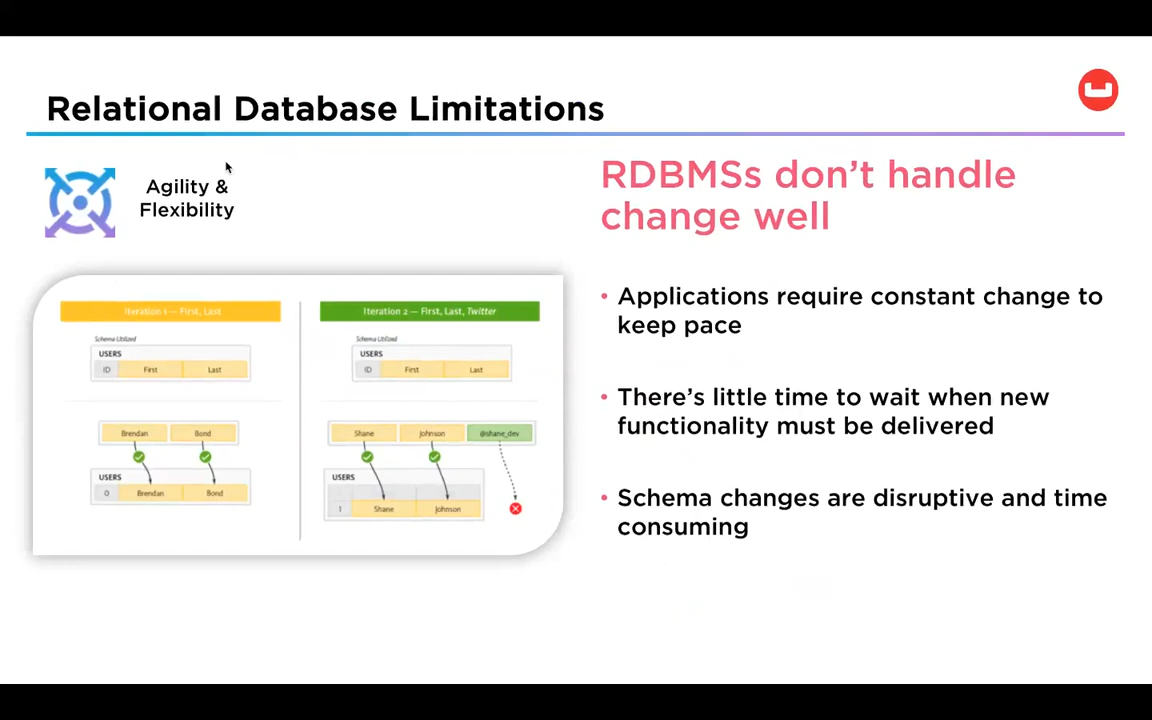 Relational Database Limitations
Agility &
Flexibility
RDBMSs don't handle
change well
• Applications require constant change to
keep pace
• There's little time to wait when new
functionality must be delivered
• Schema changes are disruptive and time
consuming
Iteration 1 — First, Last
Schema Utilized
USERS
ID First Last
Brendan Bond
USERS
0 Brendan Bond
Iteration 2 — First, Last, Twitter
Schema Utilized
USERS
ID First Last
Shane Johnson @shane_dev
USERS
1 Shane Johnson